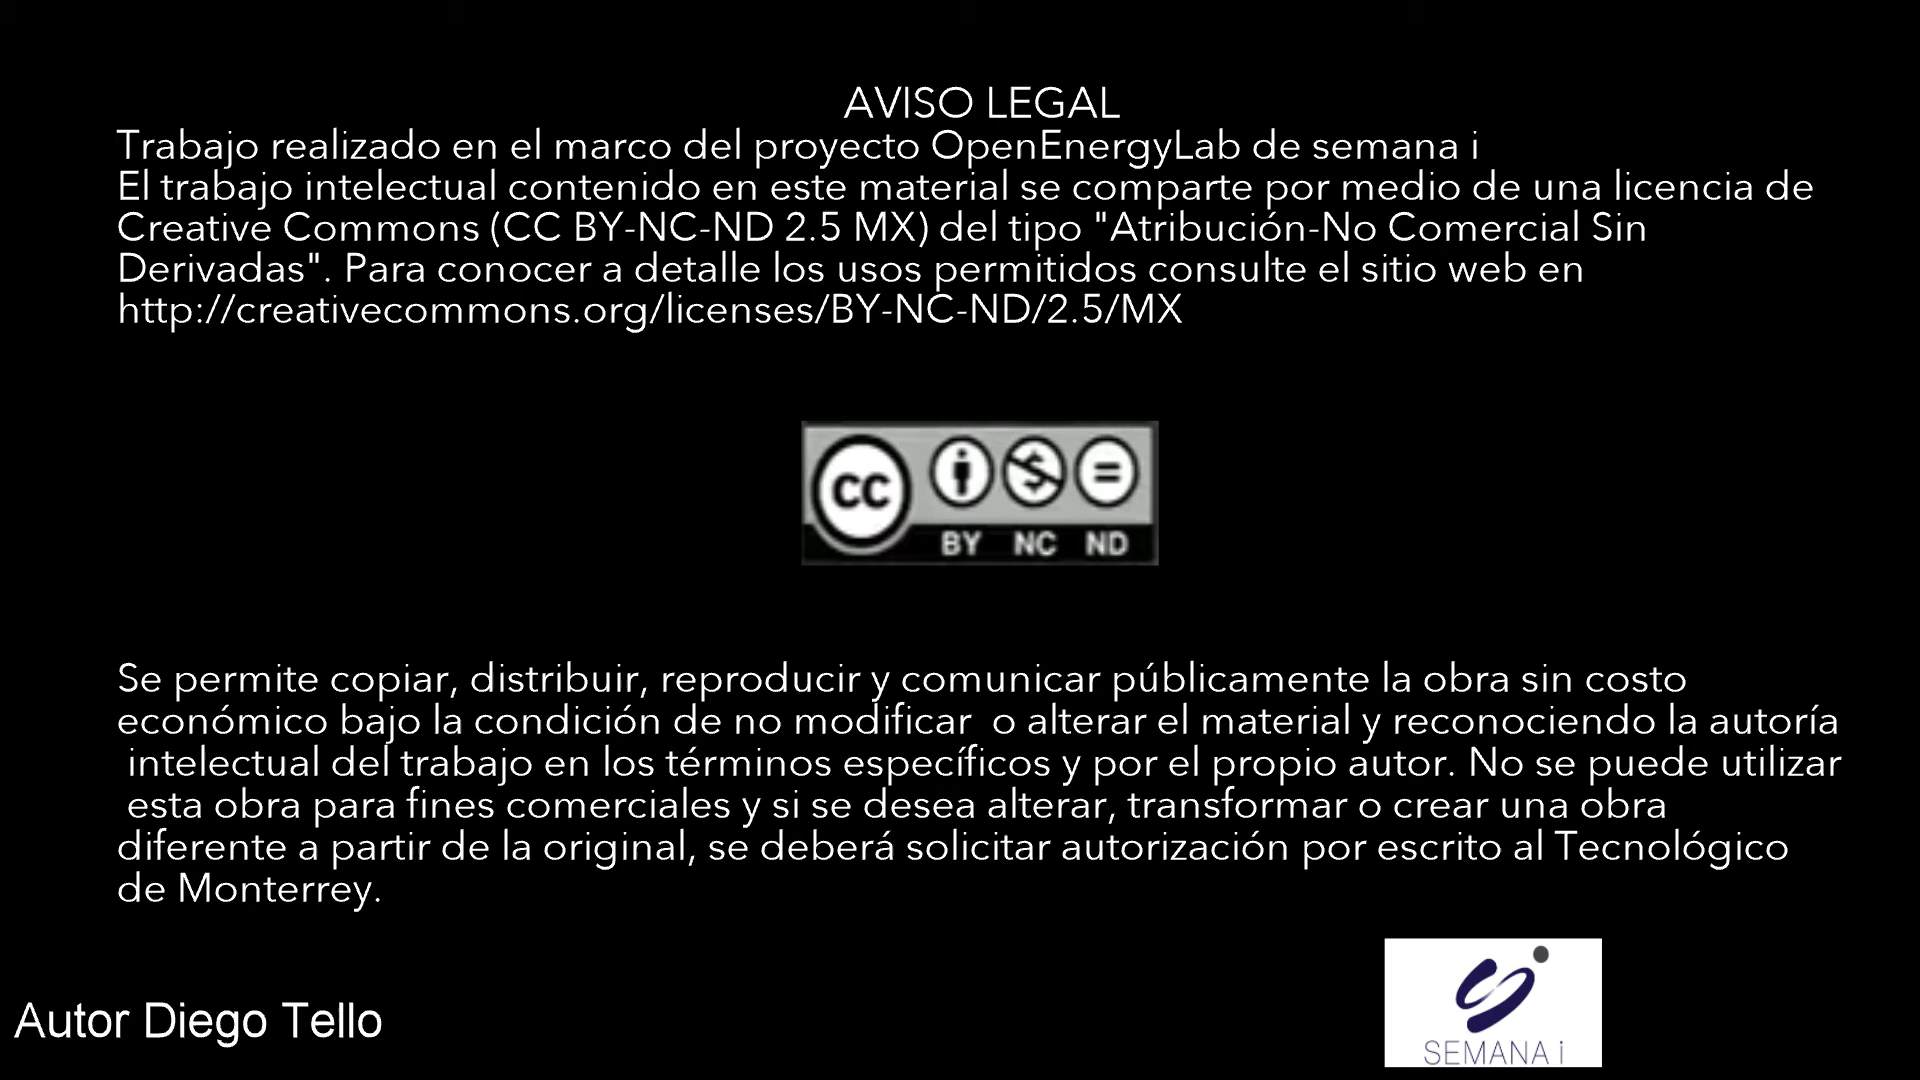 AVISO LEGAL
Trabajo realizado en el marco del proyecto OpenEnergyLab de semana i
El trabajo intelectual contenido en este material se comparte por medio de una licencia de
Creative Commons (CC BY-NC-ND 2.5 MX) del tipo "Atribución-No Comercial Sin
Derivadas". Para conocer a detalle los usos permitidos consulte el sitio web en
http://creativecommons.org/licenses/BY-NC-ND/2.5/MX
CC
BY NC ND
Se permite copiar, distribuir, reproducir y comunicar públicamente la obra sin costo
económico bajo la condición de no modificar o alterar el material y reconociendo la autoría
intelectual del trabajo en los términos específicos y por el propio autor. No se puede utilizar
esta obra para fines comerciales y si se desea alterar, transformar o crear una obra
diferente a partir de la original, se deberá solicitar autorización por escrito al Tecnológico
de Monterrey.
Autor Diego Tello
SEMANA i